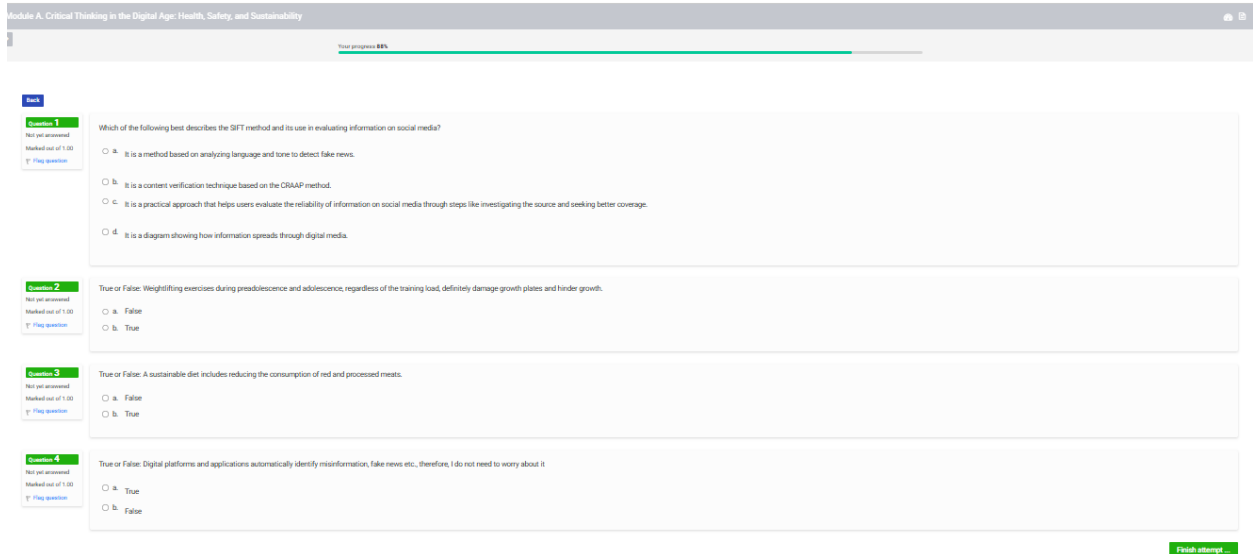 Module A. Critical Thinking in the Digital Age: Health, Safety, and Sustainability
Your progress 88%
Back
Question 1
Not yet answered
Marked out of 1.00
Flag question
Which of the following best describes the SIFT method and its use in evaluating information on social media?
a. It is a method based on analyzing language and tone to detect fake news.
b. It is a content verification technique based on the CRAAP method.
c. It is a practical approach that helps users evaluate the reliability of information on social media through steps like investigating the source and seeking better coverage.
d. It is a diagram showing how information spreads through digital media.
Question 2
Not yet answered
Marked out of 1.00
Flag question
True or False: Weightlifting exercises during preadolescence and adolescence, regardless of the training load, definitely damage growth plates and hinder growth.
a. False
b. True
Question 3
Not yet answered
Marked out of 1.00
Flag question
True or False: A sustainable diet includes reducing the consumption of red and processed meats.
a. False
b. True
Question 4
Not yet answered
Marked out of 1.00
Flag question
True or False: Digital platforms and applications automatically identify misinformation, fake news etc., therefore, I do not need to worry about it
a. True
b. False
Finish attempt ...